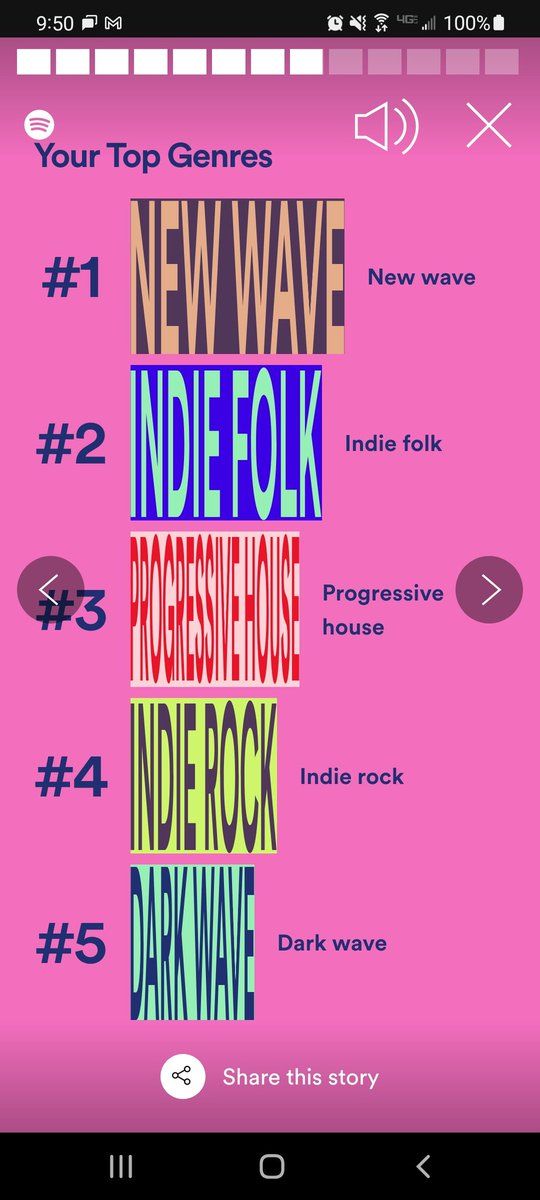 9:50 4GE 100%
Your Top Genres
#1 NEW WAVE New wave
#2 INDIE FOLK Indie folk
#3 PROGRESSIVE HOUSE Progressive
house
#4 INDIE ROCK Indie rock
#5 DARK WAVE Dark wave
Share this story